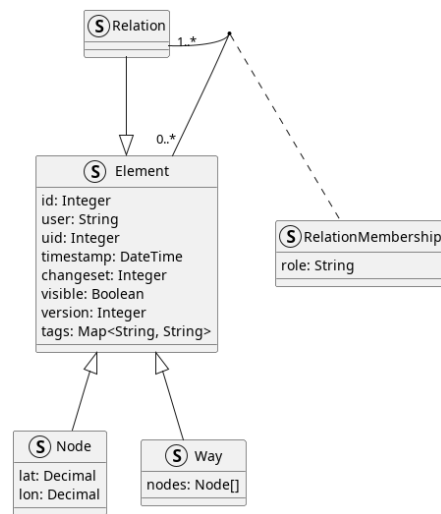 S Relation
1..*
0..*
S Element
id: Integer
user: String
uid: Integer
timestamp: DateTime
changeset: Integer
visible: Boolean
version: Integer
tags: Map<String, String>
S RelationMembership
role: String
S Node
lat: Decimal
lon: Decimal
S Way
nodes: Node[]